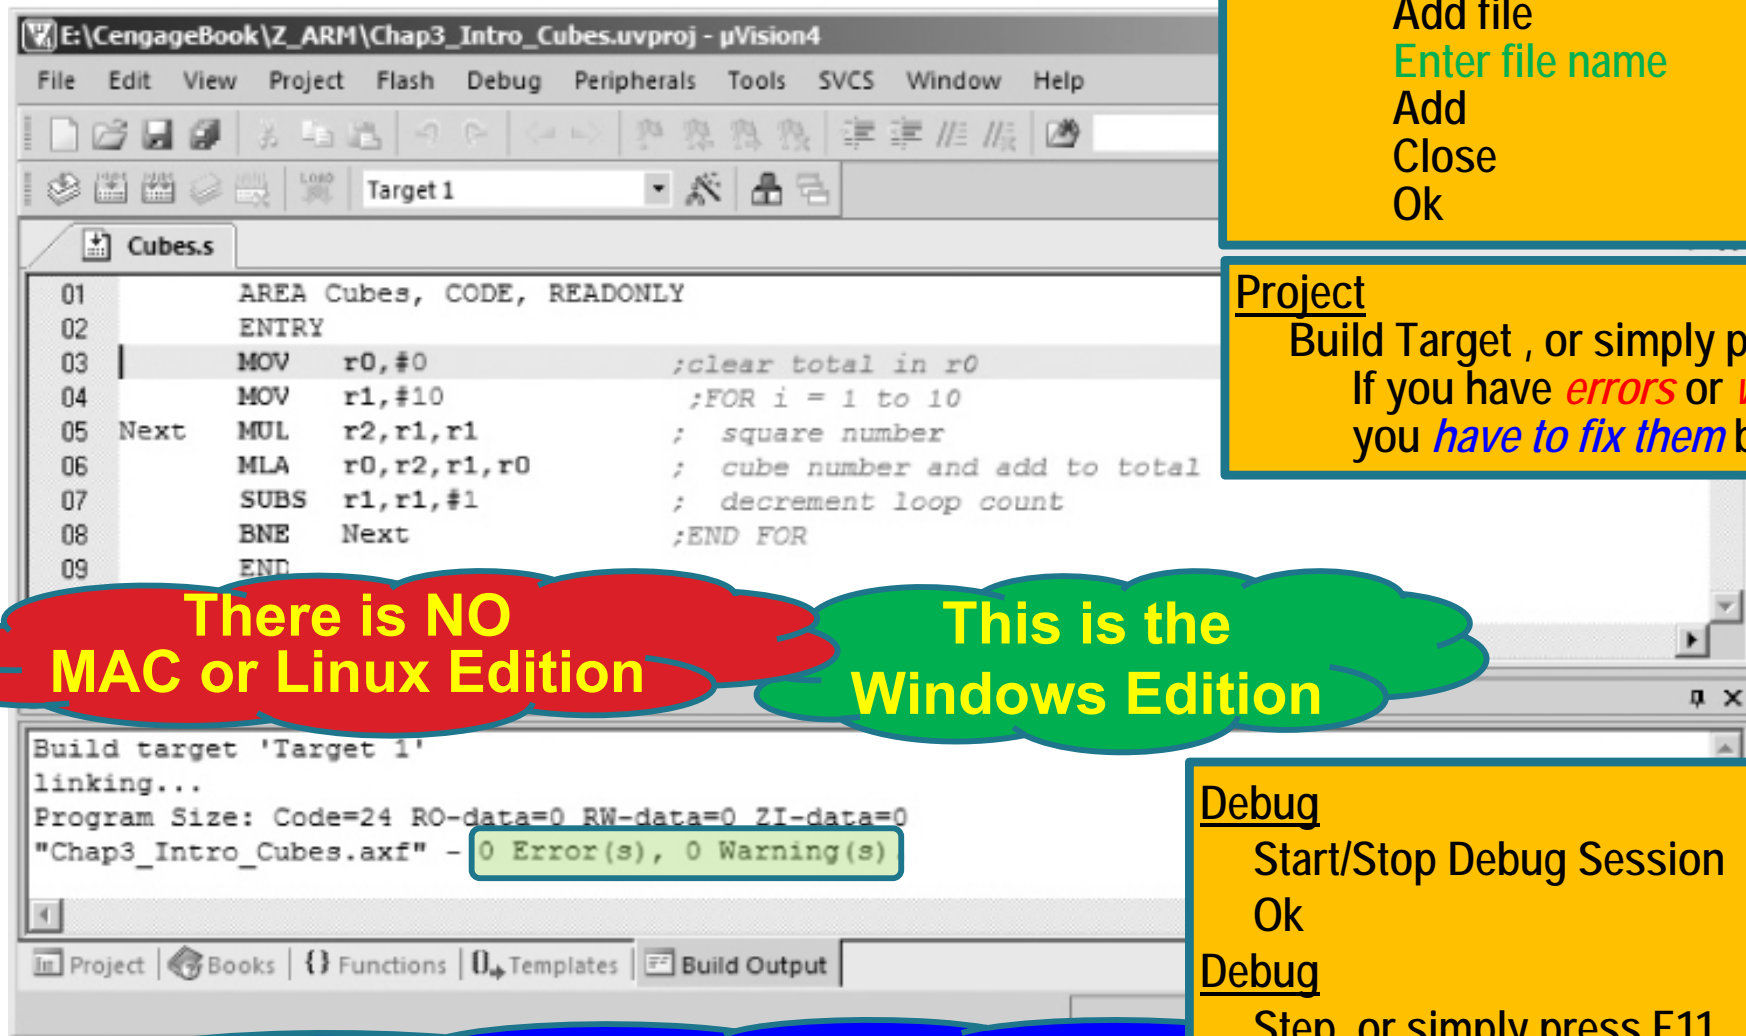 E:\CengageBook\Z_ARM\Chap3_Intro_Cubes.uvproj - µVision4
File Edit View Project Flash Debug Peripherals Tools SVCS Window Help
Target 1
Cubes.s
01 AREA Cubes, CODE, READONLY
02 ENTRY
03 MOV r0,#0 ;clear total in r0
04 MOV r1,#10 ;FOR i = 1 to 10
05 Next MUL r2,r1,r1 ; square number
06 MLA r0,r2,r1,r0 ; cube number and add to total
07 SUBS r1,r1,#1 ; decrement loop count
08 BNE Next ;END FOR
09 END
Add file
Enter file name
Add
Close
Ok
Project
Build Target , or simply
If you have errors or
you have to fix them
There is NO
MAC or Linux Edition
This is the
Windows Edition
Build target 'Target 1'
linking...
Program Size: Code=24 RO-data=0 RW-data=0 ZI-data=0
"Chap3_Intro_Cubes.axf" - 0 Error(s), 0 Warning(s)
Project Books {} Functions Templates Build Output
Debug
Start/Stop Debug Session
Ok
Debug
Step, or simply press F11